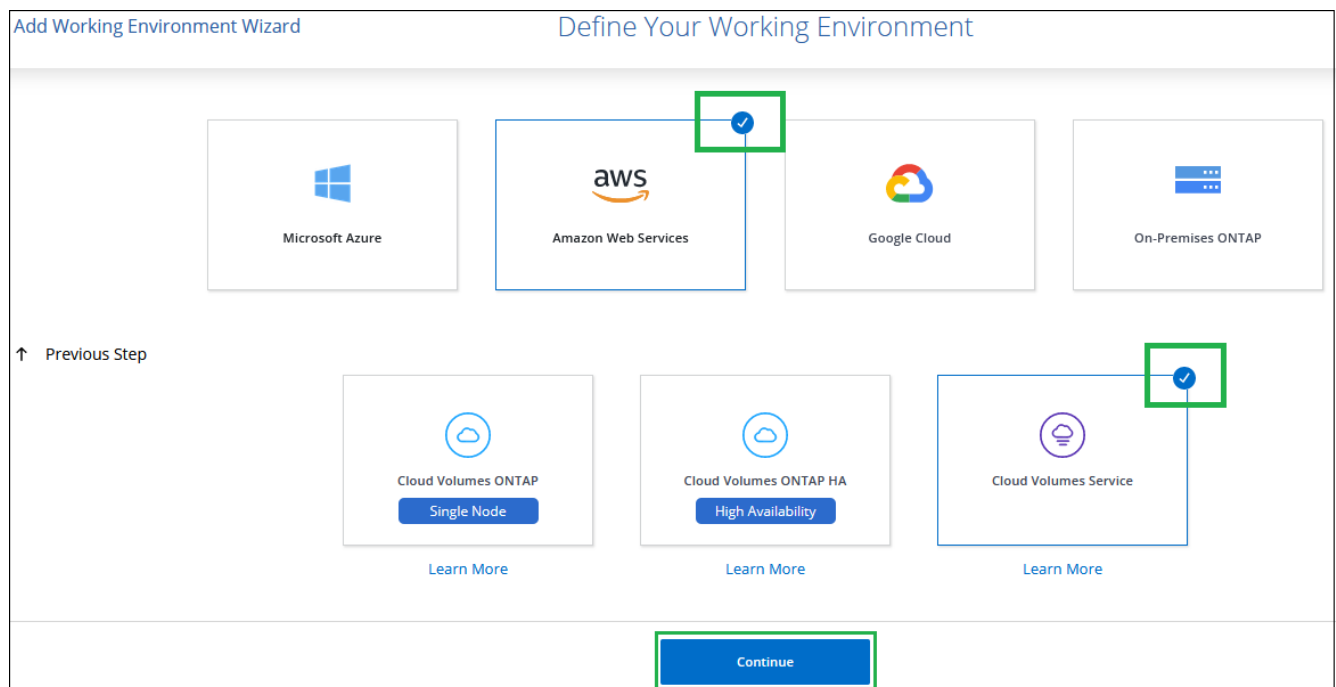 Add Working Environment Wizard
Define Your Working Environment
aws
Microsoft Azure
Amazon Web Services
Google Cloud
On-Premises ONTAP
↑ Previous Step
Cloud Volumes ONTAP
Single Node
Cloud Volumes ONTAP HA
High Availability
Cloud Volumes Service
Learn More
Learn More
Learn More
Continue